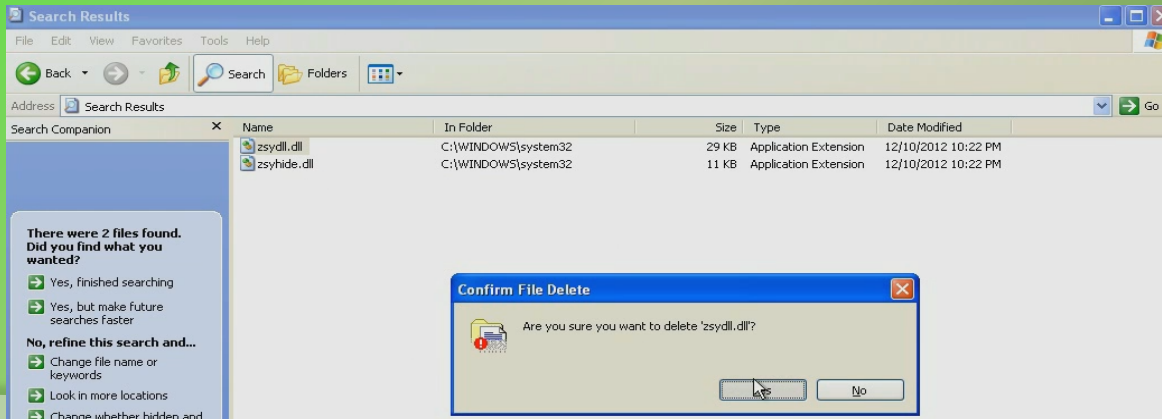 Search Results
File Edit View Favorites Tools Help
Back Search Folders
Address Search Results Go
Search Companion
Name In Folder Size Type Date Modified
zsydll.dll C:\WINDOWS\system32 29 KB Application Extension 12/10/2012 10:22 PM
zsyhide.dll C:\WINDOWS\system32 11 KB Application Extension 12/10/2012 10:22 PM
There were 2 files found.
Did you find what you
wanted?
Yes, finished searching
Yes, but make future
searches faster
No, refine this search and...
Change file name or
keywords
Look in more locations
Change whether hidden and
Confirm File Delete
Are you sure you want to delete 'zsydll.dll'?
No